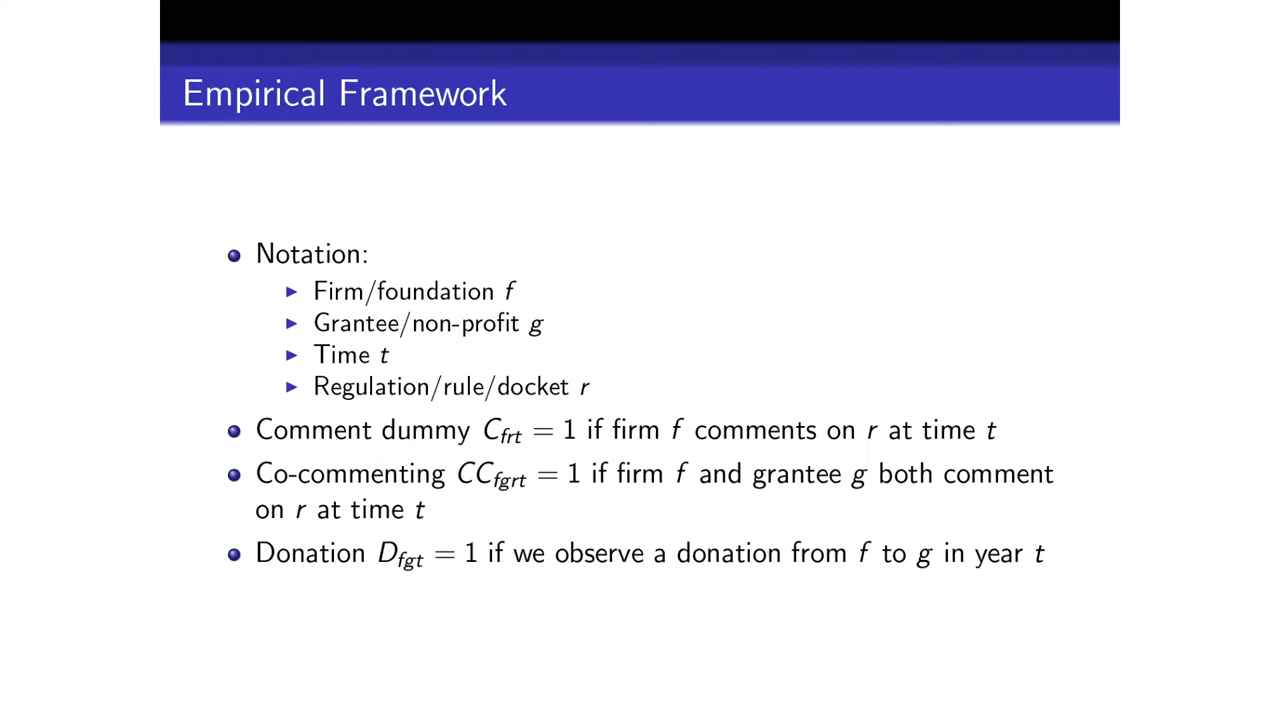 Empirical Framework
Notation:
Firm/foundation f
Grantee/non-profit g
Time t
Regulation/rule/docket r
Comment dummy C_frt = 1 if firm f comments on r at time t
Co-commenting CC_fgrt = 1 if firm f and grantee g both comment
on r at time t
Donation D_fgt = 1 if we observe a donation from f to g in year t